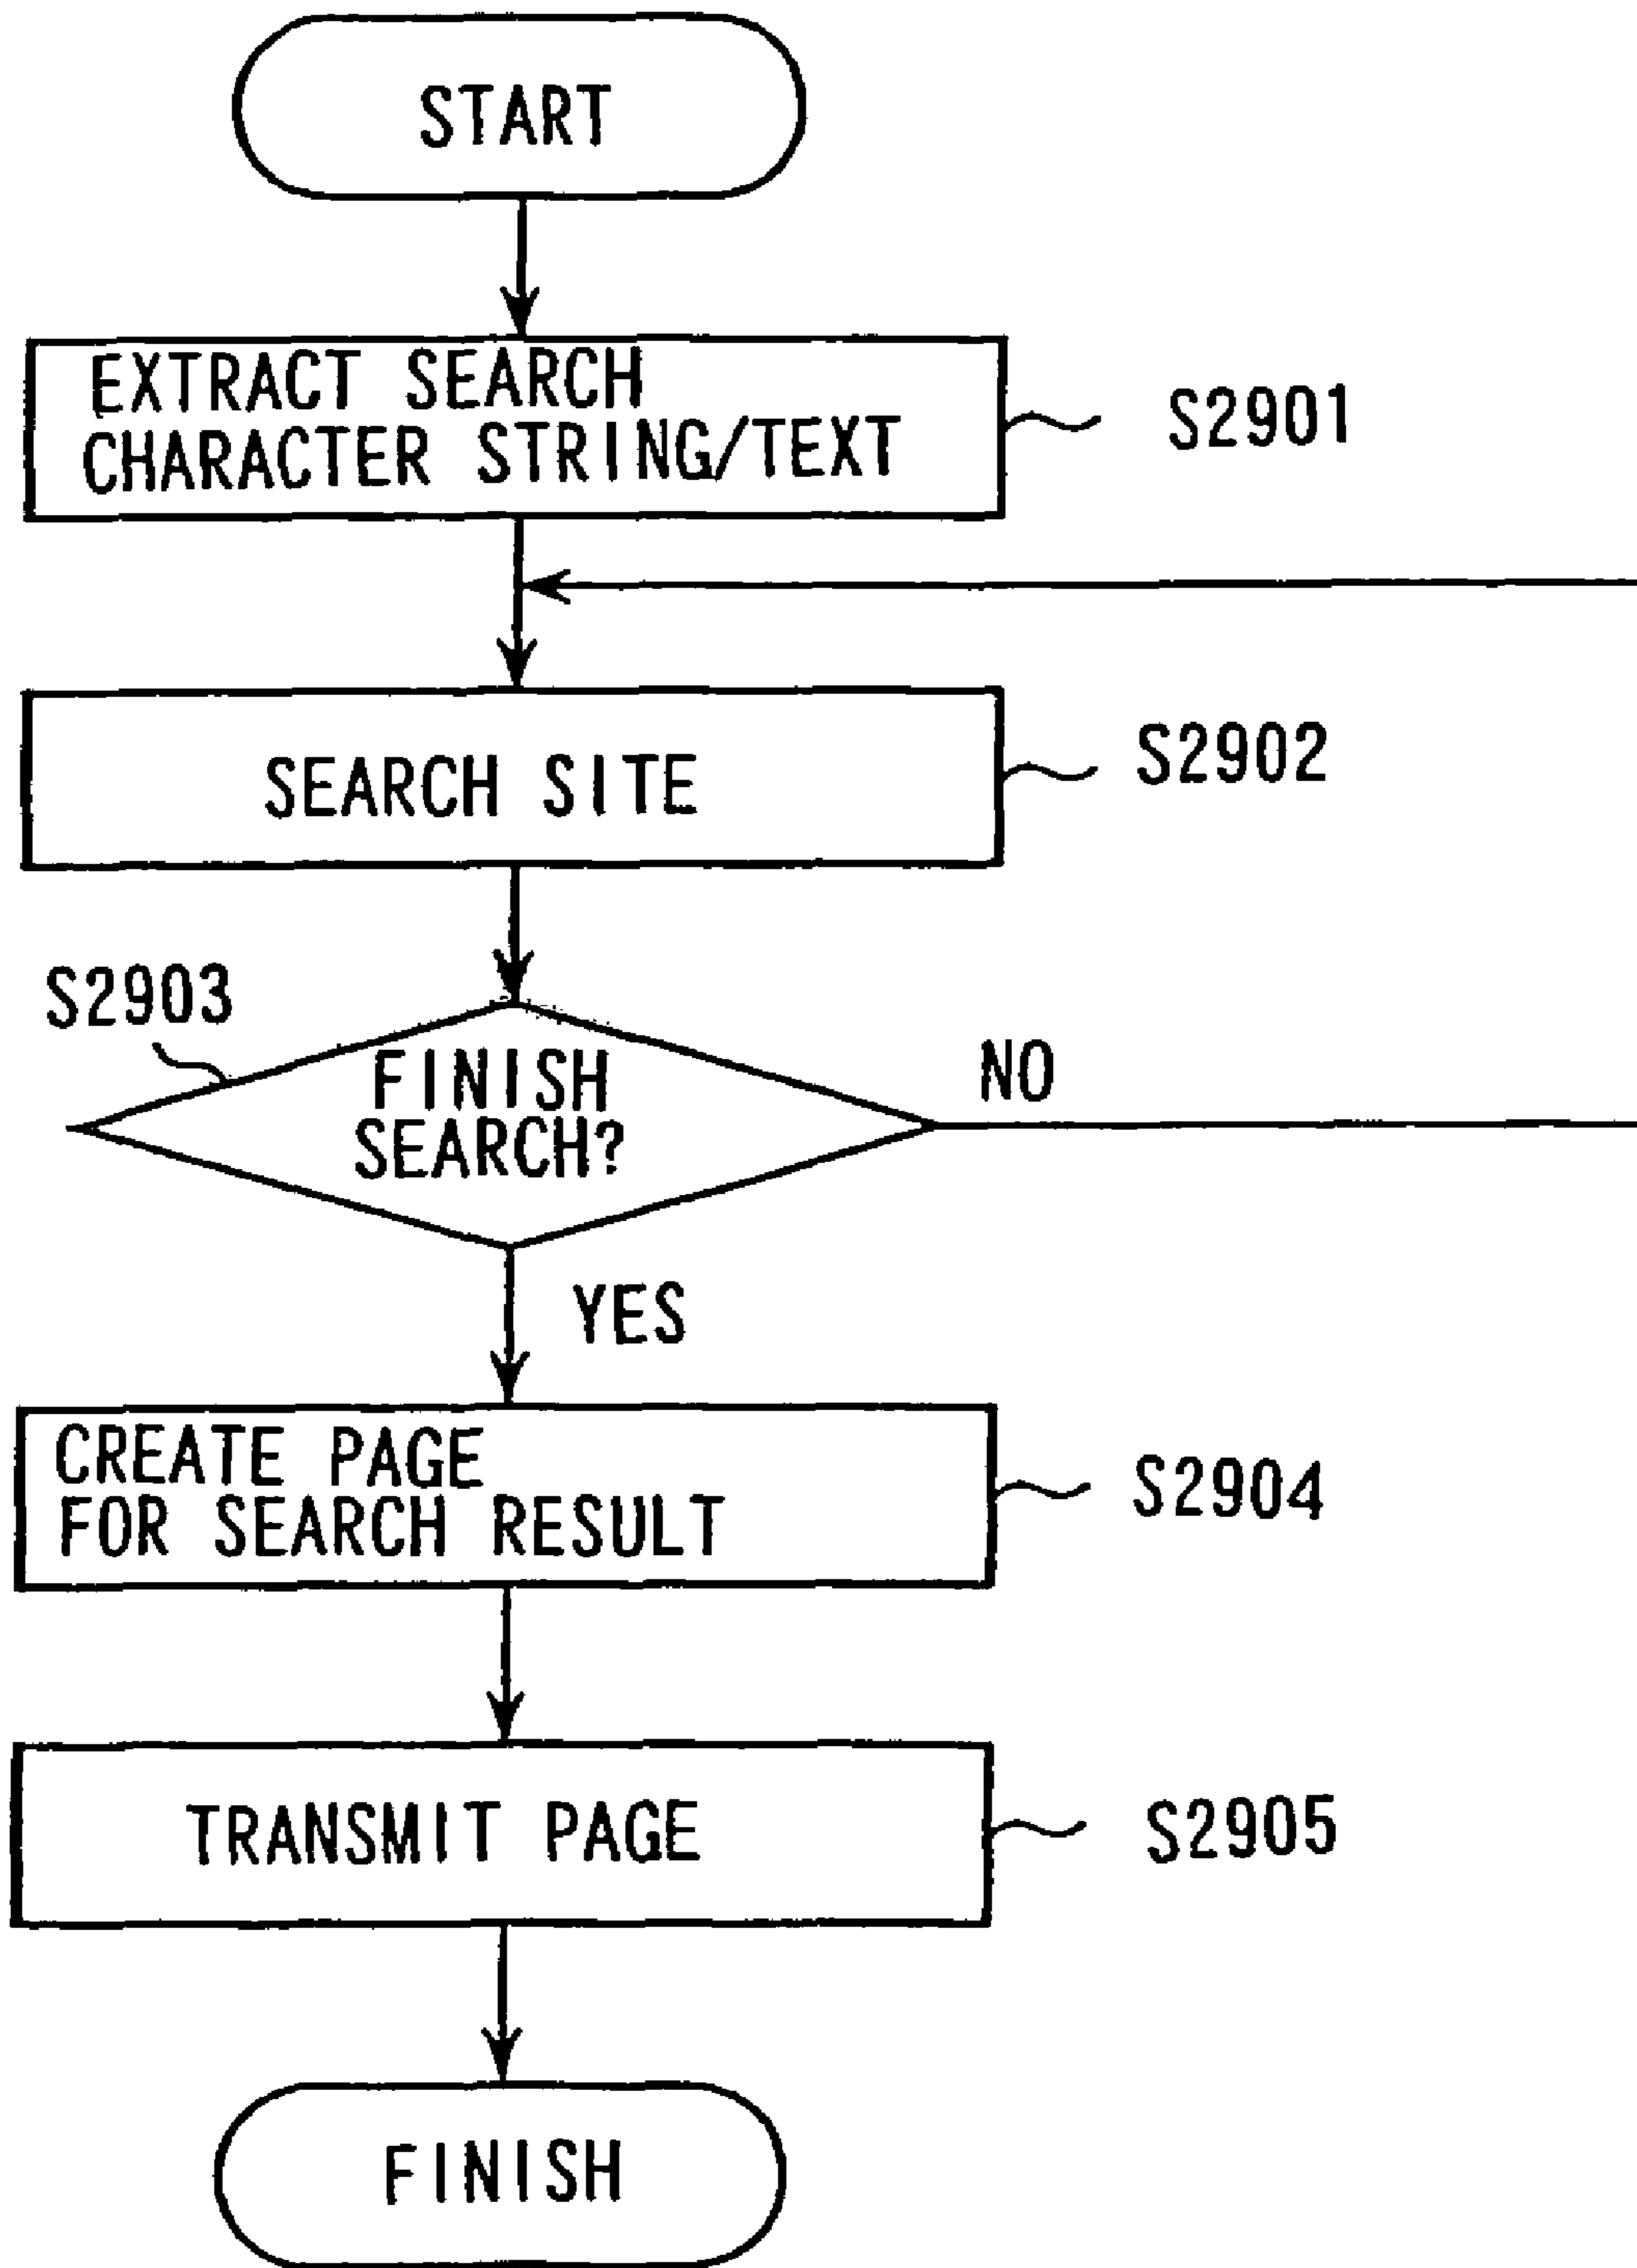 START
EXTRACT SEARCH
CHARACTER STRING/TEXT
S2901
SEARCH SITE
S2902
S2903
FINISH
SEARCH?
NO
YES
CREATE PAGE
FOR SEARCH RESULT
S2904
TRANSMIT PAGE
S2905
FINISH